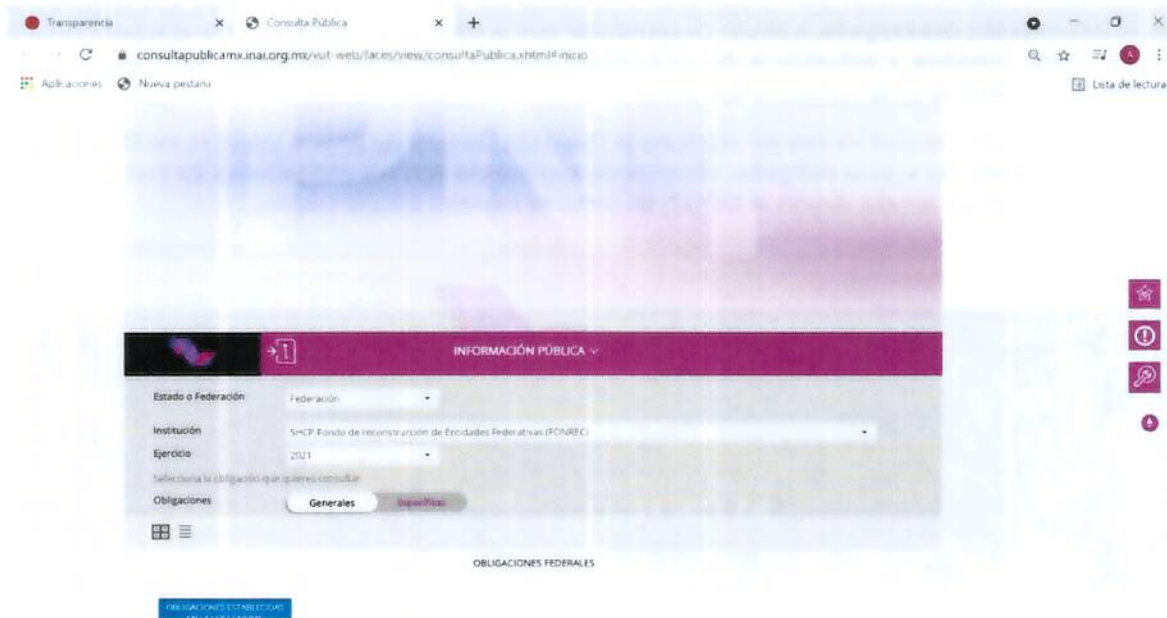 Transparencia
Consulta Pública
consultapublicamx.inai.org.mx/vut-web/faces/view/consultaPublica.xhtml#inicio
A
Aplicaciones
Nueva pestaña
Lista de lectura
INFORMACIÓN PÚBLICA
Estado o Federación
Federación
Institución
SHCP-Fondo de reconstrucción de Entidades Federativas (FONREC)
Ejercicio
2021
Selecciona la obligación que quieres consultar
Obligaciones
Generales
Específicas
OBLIGACIONES FEDERALES
OBLIGACIONES ESTABLECIDAS